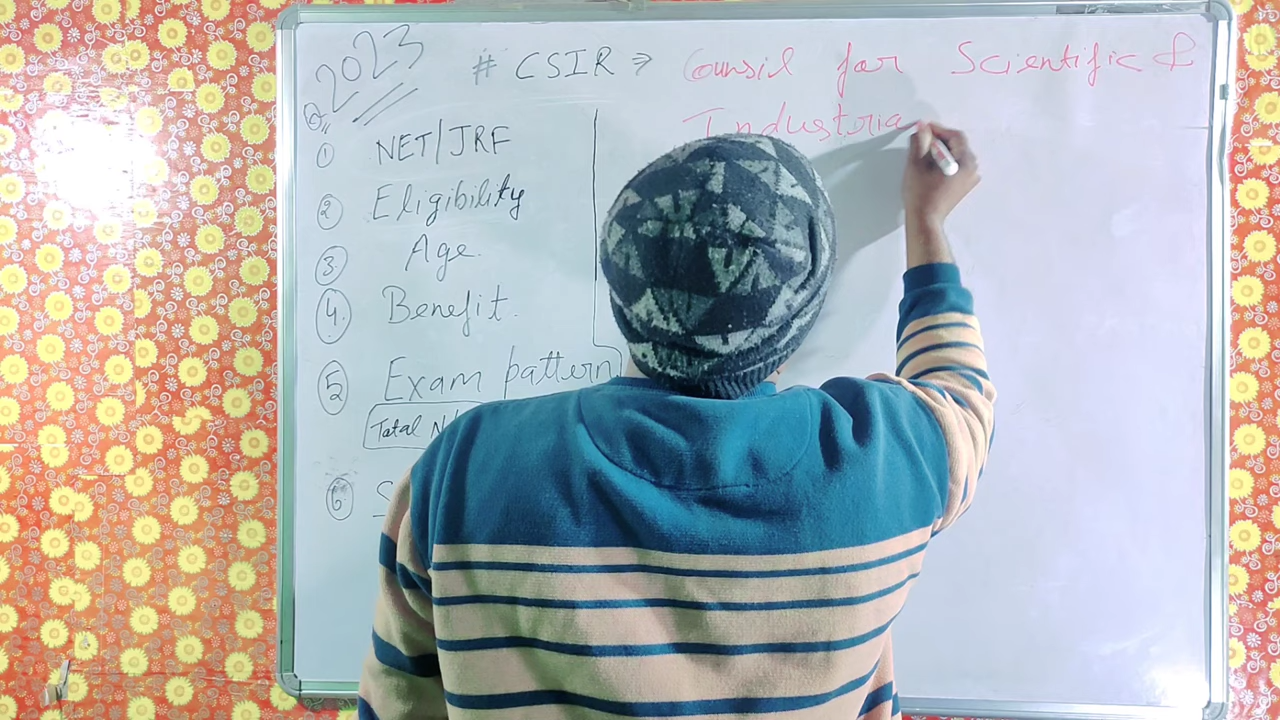 2023
# CSIR ⇒ Counsil for Scientific &
Industria
① NET/JRF
② Eligibility
③ Age.
④ Benefit.
⑤ Exam pattern
Total N
⑥ S